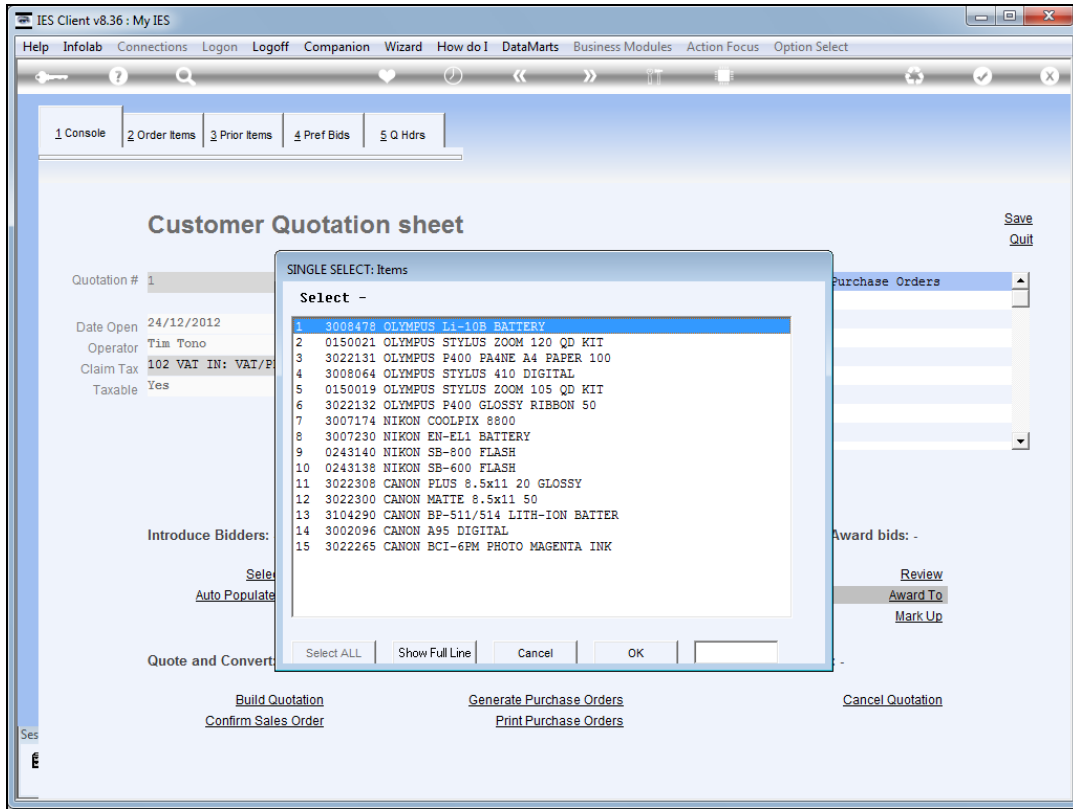 IES Client v8.36 : My IES
Help Infolab Connections Logon Logoff Companion Wizard How do I DataMarts Business Modules Action Focus Option Select
1 Console 2 Order Items 3 Prior Items 4 Pref Bids 5 Q Hdrs
Customer Quotation sheet
Save
Quit
Quotation # 1
Purchase Orders
Date Open 24/12/2012
Operator Tim Tono
Claim Tax 102 VAT IN: VAT/
Taxable Yes
SINGLE SELECT: Items
Select -
1 3008478 OLYMPUS Li-10B BATTERY
2 0150021 OLYMPUS STYLUS ZOOM 120 QD KIT
3 3022131 OLYMPUS P400 PA4NE A4 PAPER 100
4 3008064 OLYMPUS STYLUS 410 DIGITAL
5 0150019 OLYMPUS STYLUS ZOOM 105 QD KIT
6 3022132 OLYMPUS P400 GLOSSY RIBBON 50
7 3007174 NIKON COOLPIX 8800
8 3007230 NIKON EN-EL1 BATTERY
9 0243140 NIKON SB-800 FLASH
10 0243138 NIKON SB-600 FLASH
11 3022308 CANON PLUS 8.5x11 20 GLOSSY
12 3022300 CANON MATTE 8.5x11 50
13 3104290 CANON BP-511/514 LITH-ION BATTER
14 3002096 CANON A95 DIGITAL
15 3022265 CANON BCI-6PM PHOTO MAGENTA INK
Select ALL Show Full Line Cancel OK
Introduce Bidders:
Award bids: -
Sele
Review
Auto Populate
Award To
Mark Up
Quote and Convert
: -
Build Quotation Generate Purchase Orders Cancel Quotation
Confirm Sales Order Print Purchase Orders
Ses